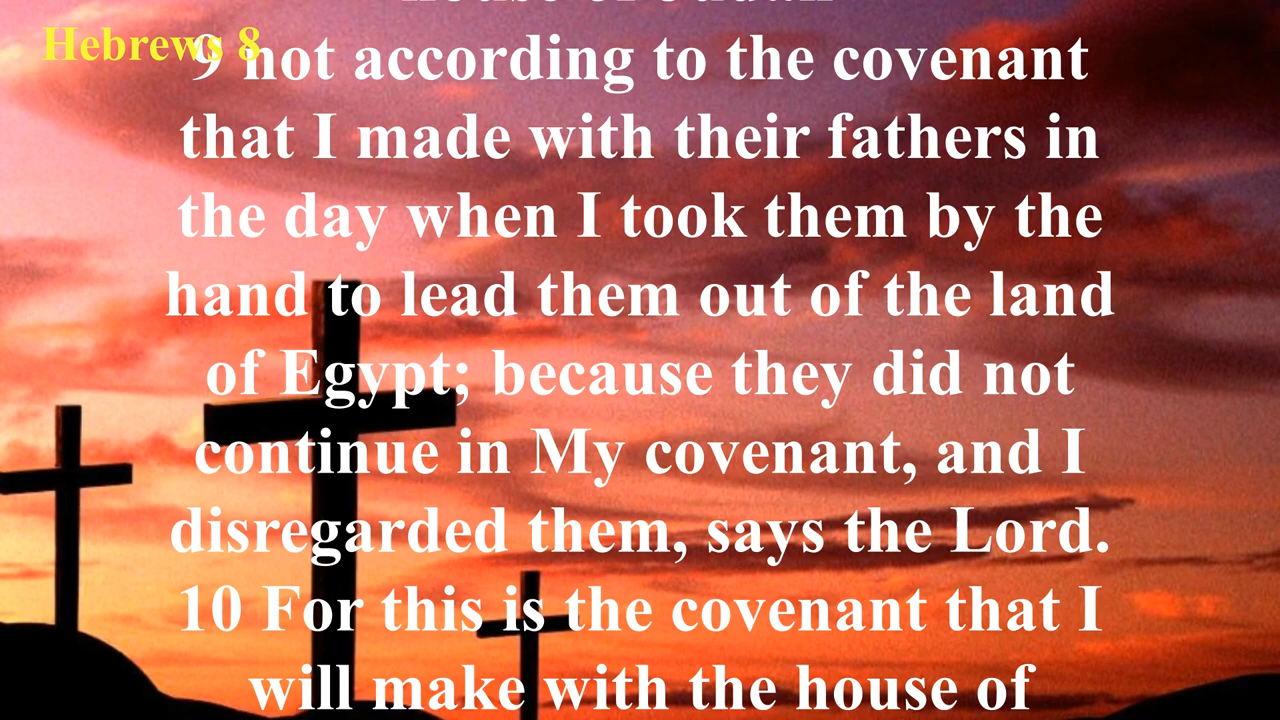 Hebrews 8
9 not according to the covenant
that I made with their fathers in
the day when I took them by the
hand to lead them out of the land
of Egypt; because they did not
continue in My covenant, and I
disregarded them, says the Lord.
10 For this is the covenant that I
will make with the house of